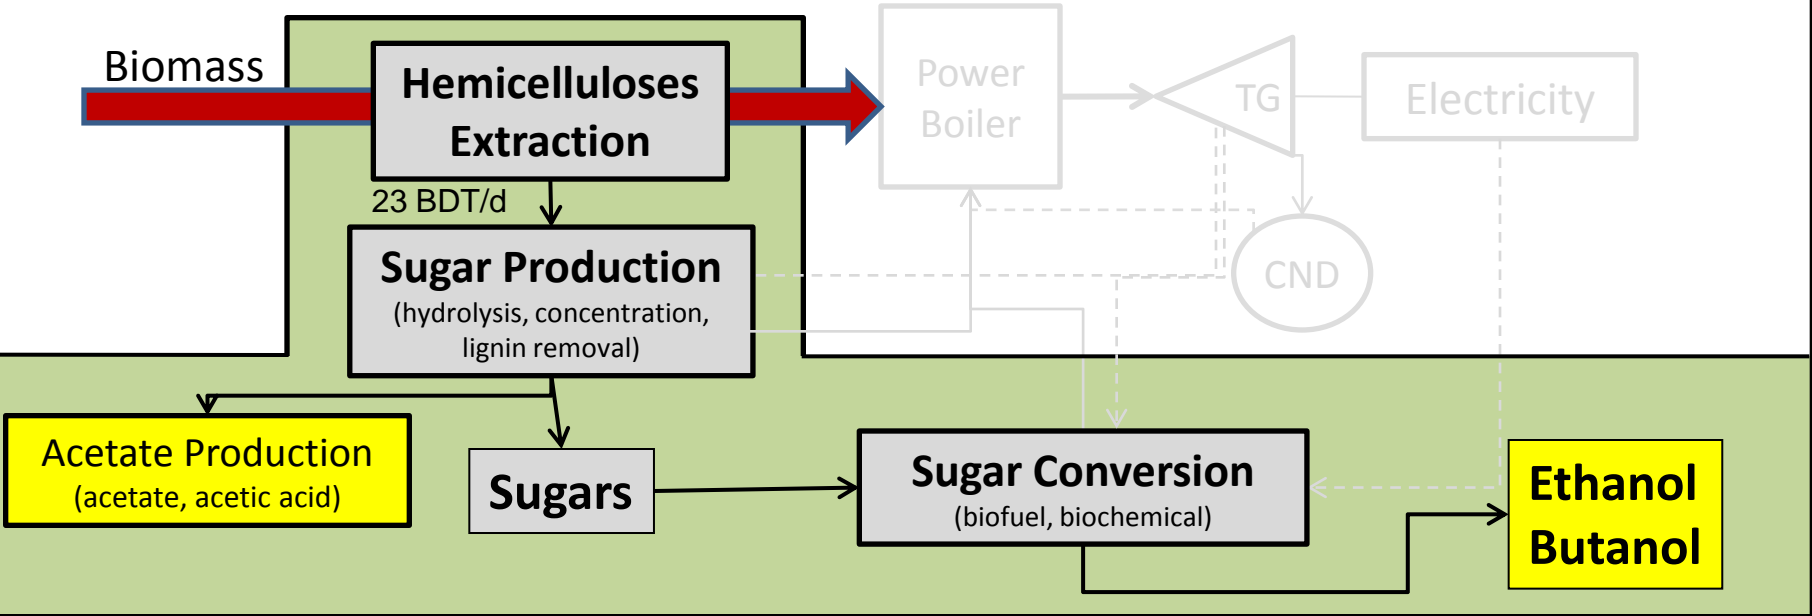 Biomass
Hemicelluloses
Extraction
Power
Boiler
TG
Electricity
23 BDT/d
Sugar Production
(hydrolysis, concentration,
lignin removal)
CND
Acetate Production
(acetate, acetic acid)
Sugars
Sugar Conversion
(biofuel, biochemical)
Ethanol
Butanol